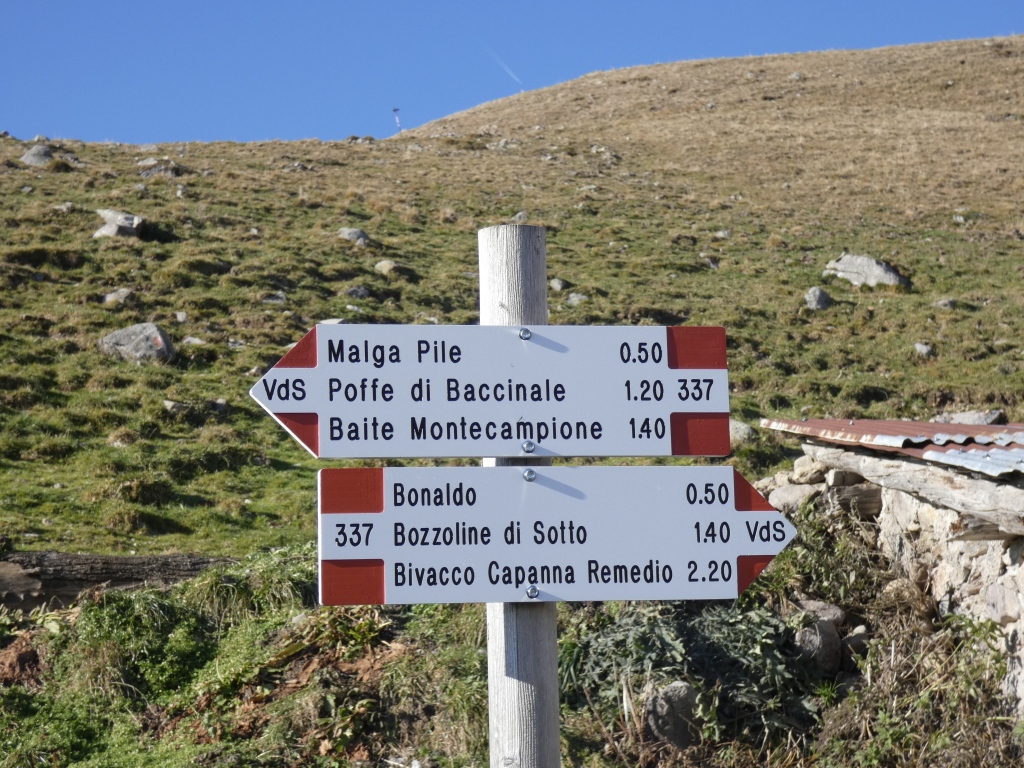 Malga Pile 0.50
VdS Poffe di Baccinale 1.20 337
Baite Montecampione 1.40
Bonaldo 0.50
337 Bozzoline di Sotto 1.40 VdS
Bivacco Capanna Remedio 2.20